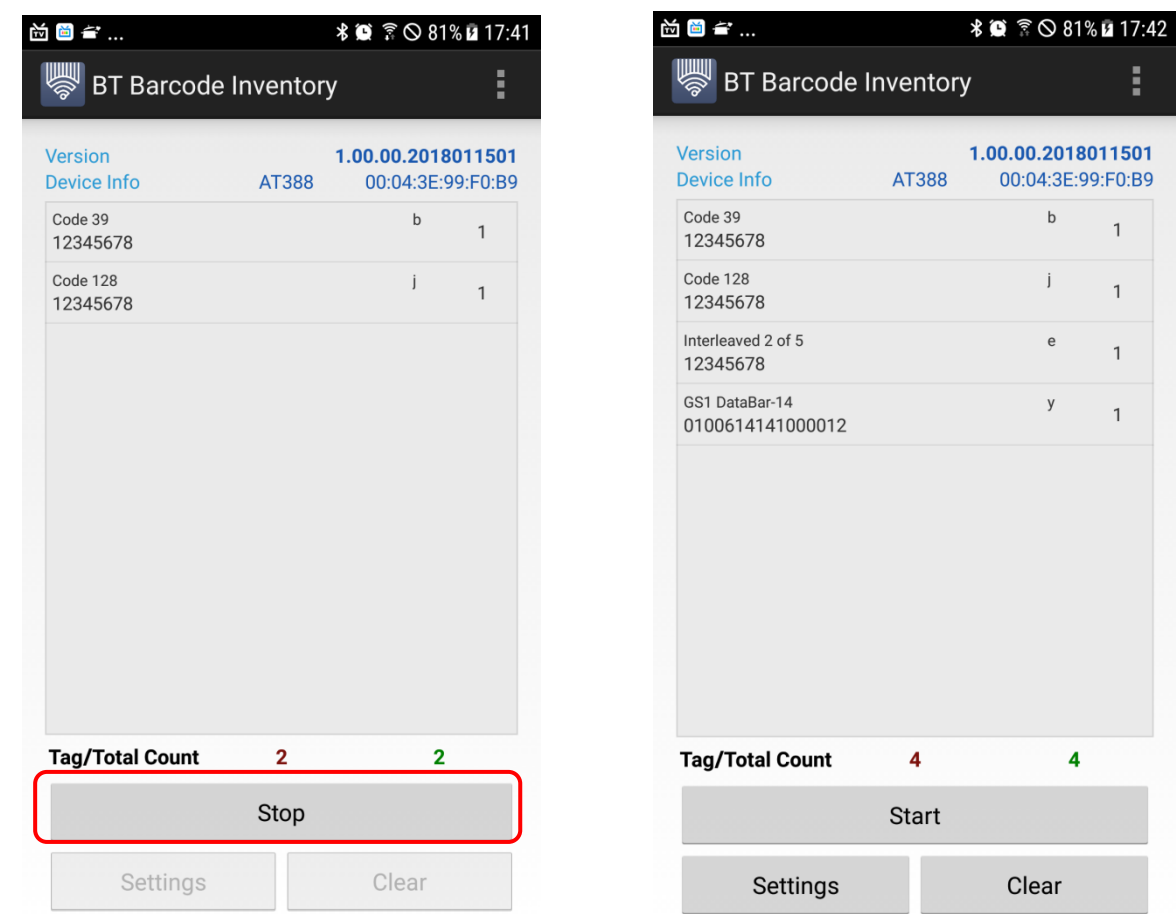 ... 81% 17:41
BT Barcode Inventory
Version 1.00.00.2018011501
Device Info AT388 00:04:3E:99:F0:B9
Code 39 b
12345678 1
Code 128 j
12345678 1
Tag/Total Count 2 2
Stop
Settings Clear
... 81% 17:42
BT Barcode Inventory
Version 1.00.00.2018011501
Device Info AT388 00:04:3E:99:F0:B9
Code 39 b
12345678 1
Code 128 j
12345678 1
Interleaved 2 of 5 e
12345678 1
GS1 DataBar-14 y
0100614141000012 1
Tag/Total Count 4 4
Start
Settings Clear